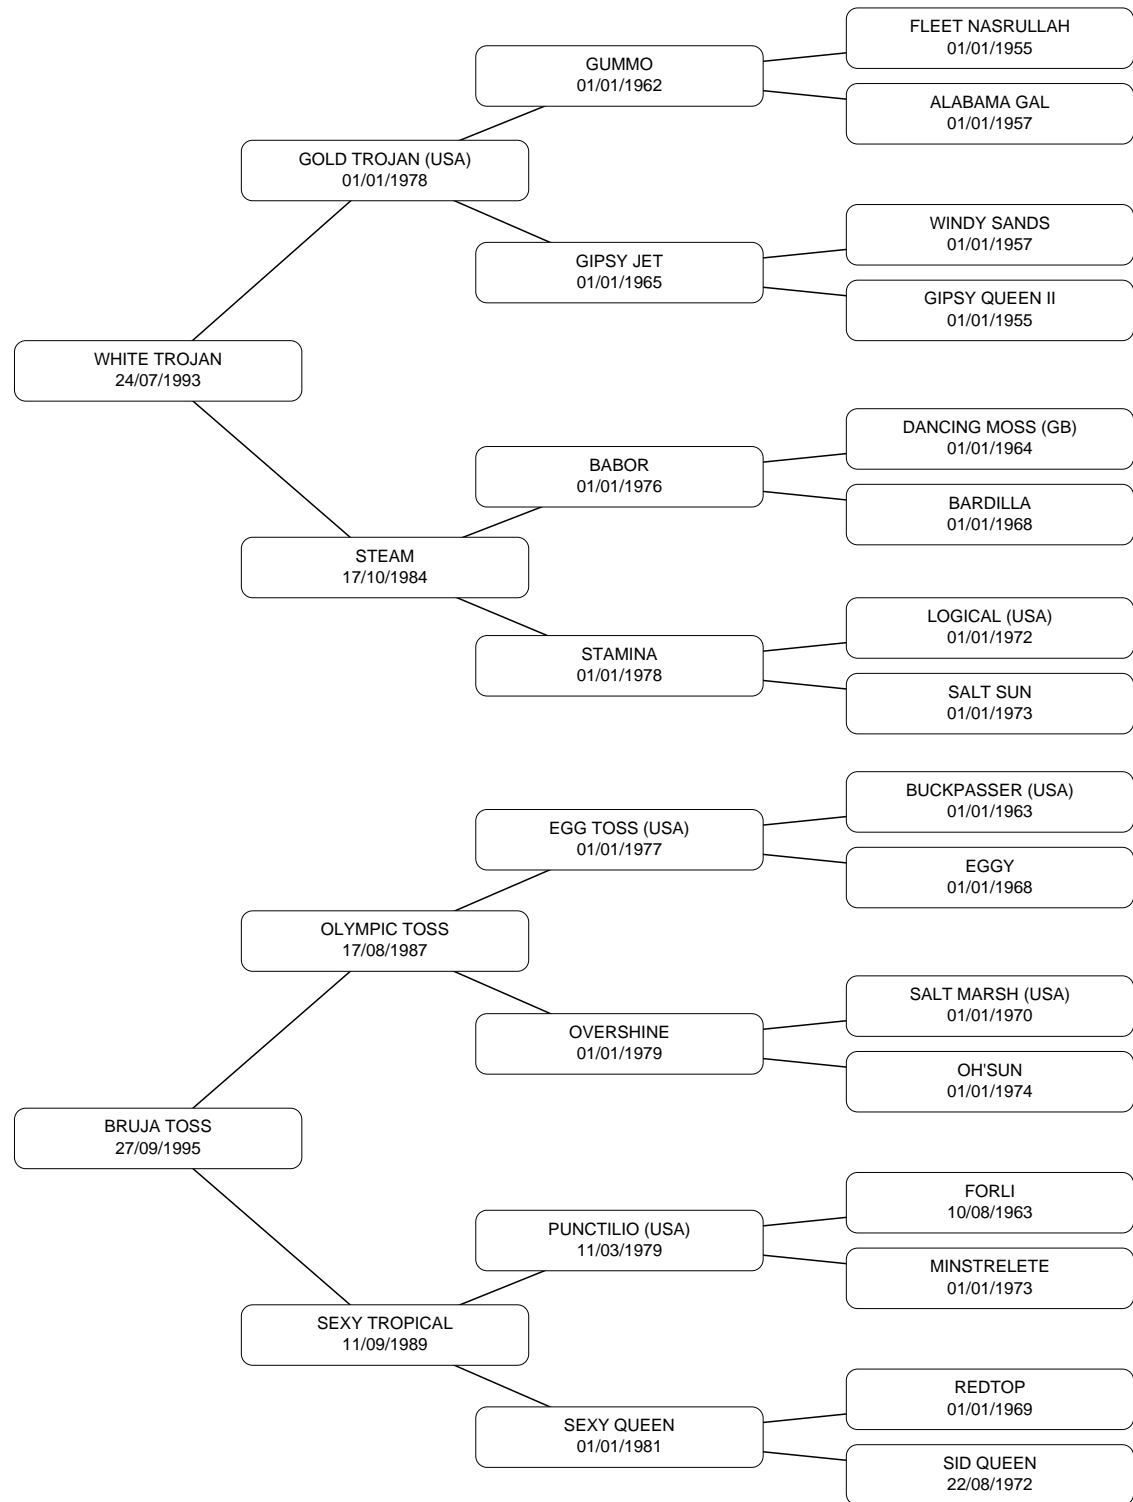 FLEET NASRULLAH
01/01/1955
GUMMO
01/01/1962
ALABAMA GAL
01/01/1957
GOLD TROJAN (USA)
01/01/1978
WINDY SANDS
01/01/1957
GIPSY JET
01/01/1965
GIPSY QUEEN II
01/01/1955
WHITE TROJAN
24/07/1993
DANCING MOSS (GB)
01/01/1964
BABOR
01/01/1976
BARDILLA
01/01/1968
STEAM
17/10/1984
LOGICAL (USA)
01/01/1972
STAMINA
01/01/1978
SALT SUN
01/01/1973
BUCKPASSER (USA)
01/01/1963
EGG TOSS (USA)
01/01/1977
EGGY
01/01/1968
OLYMPIC TOSS
17/08/1987
SALT MARSH (USA)
01/01/1970
OVERSHINE
01/01/1979
OH'SUN
01/01/1974
BRUJA TOSS
27/09/1995
FORLI
10/08/1963
PUNCTILIO (USA)
11/03/1979
MINSTRELETE
01/01/1973
SEXY TROPICAL
11/09/1989
REDTOP
01/01/1969
SEXY QUEEN
01/01/1981
SID QUEEN
22/08/1972